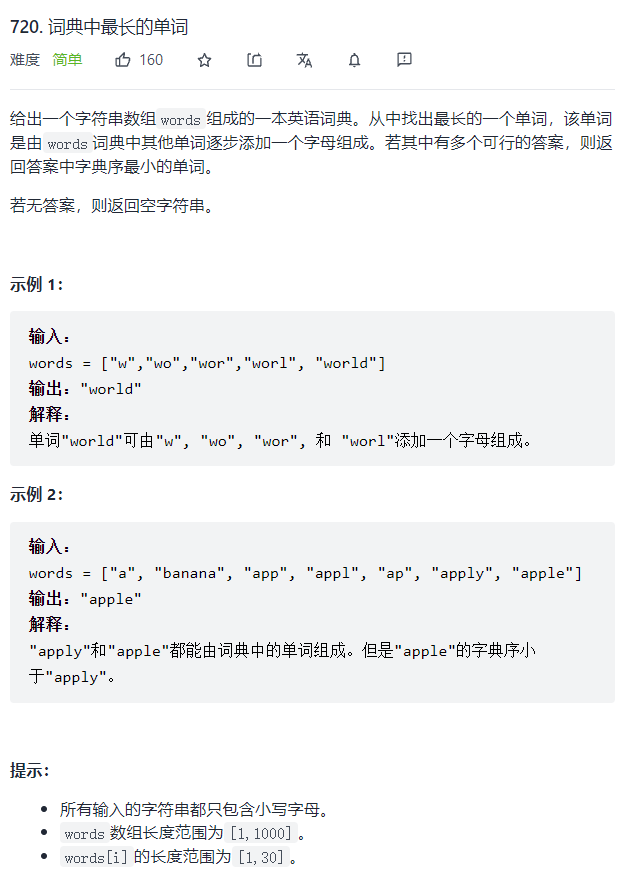 720. 词典中最长的单词
难度 简单 160
给出一个字符串数组 words 组成的一本英语词典。从中找出最长的一个单词，该单词
是由 words 词典中其他单词逐步添加一个字母组成。若其中有多个可行的答案，则返
回答案中字典序最小的单词。
若无答案，则返回空字符串。
示例 1：
输入：
words = ["w","wo","wor","worl", "world"]
输出："world"
解释：
单词"world"可由"w", "wo", "wor", 和 "worl"添加一个字母组成。
示例 2：
输入：
words = ["a", "banana", "app", "appl", "ap", "apply", "apple"]
输出："apple"
解释：
"apply"和"apple"都能由词典中的单词组成。但是"apple"的字典序小
于"apply"。
提示：
所有输入的字符串都只包含小写字母。
words 数组长度范围为 [1,1000] 。
words[i] 的长度范围为 [1,30] 。